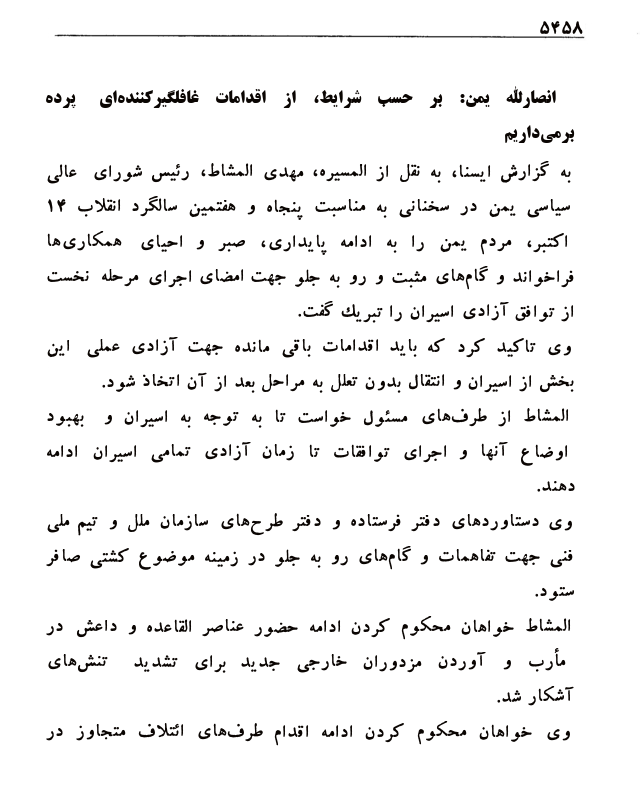 ۵۴۵۸
انصارلله یمن: بر حسب شرایط، از اقدامات غافلگیرکننده‌ای پرده
برمی‌داریم
به گزارش ایسنا، به نقل از المسیره، مهدی المشاط، رئیس شورای عالی
سیاسی یمن در سخنانی به مناسبت پنجاه و هفتمین سالگرد انقلاب ۱۴
اکتبر، مردم یمن را به ادامه پایداری، صبر و احیای همکاری‌ها
فراخواند و گام‌های مثبت و رو به جلو جهت امضای اجرای مرحله نخست
از توافق آزادی اسیران را تبریك گفت.
وی تاکید کرد که باید اقدامات باقی مانده جهت آزادی عملی این
بخش از اسیران و انتقال بدون تعلل به مراحل بعد از آن اتخاذ شود.
المشاط از طرف‌های مسئول خواست تا به توجه به اسیران و بهبود
اوضاع آنها و اجرای توافقات تا زمان آزادی تمامی اسیران ادامه
دهند.
وی دستاوردهای دفتر فرستاده و دفتر طرح‌های سازمان ملل و تیم ملی
فنی جهت تفاهمات و گام‌های رو به جلو در زمینه موضوع کشتی صافر
ستود.
المشاط خواهان محکوم کردن ادامه حضور عناصر القاعده و داعش در
مأرب و آوردن مزدوران خارجی جدید برای تشدید تنش‌های
آشکار شد.
وی خواهان محکوم کردن ادامه اقدام طرف‌های ائتلاف متجاوز در